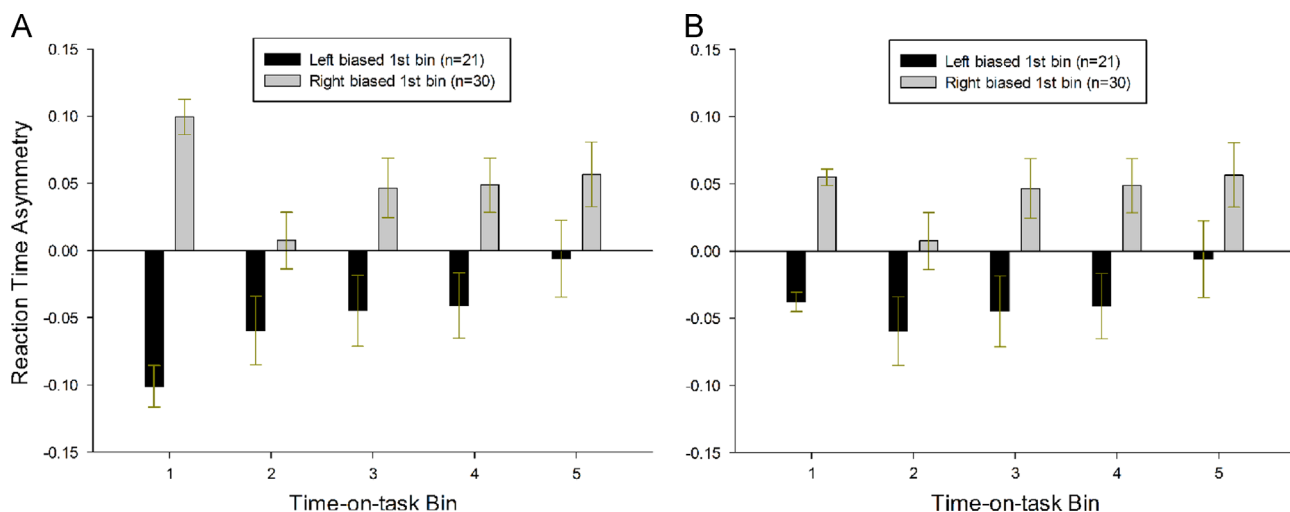 A
0.15
0.10
0.05
0.00
-0.05
-0.10
-0.15
Reaction Time Asymmetry
Left biased 1st bin (n=21)
Right biased 1st bin (n=30)
1 2 3 4 5
Time-on-task Bin
B
0.15
0.10
0.05
0.00
-0.05
-0.10
-0.15
Left biased 1st bin (n=21)
Right biased 1st bin (n=30)
1 2 3 4 5
Time-on-task Bin